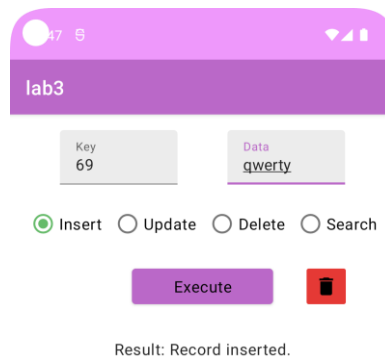 47
lab3
Key Data
69 qwerty
Insert Update Delete Search
Execute
Result: Record inserted.